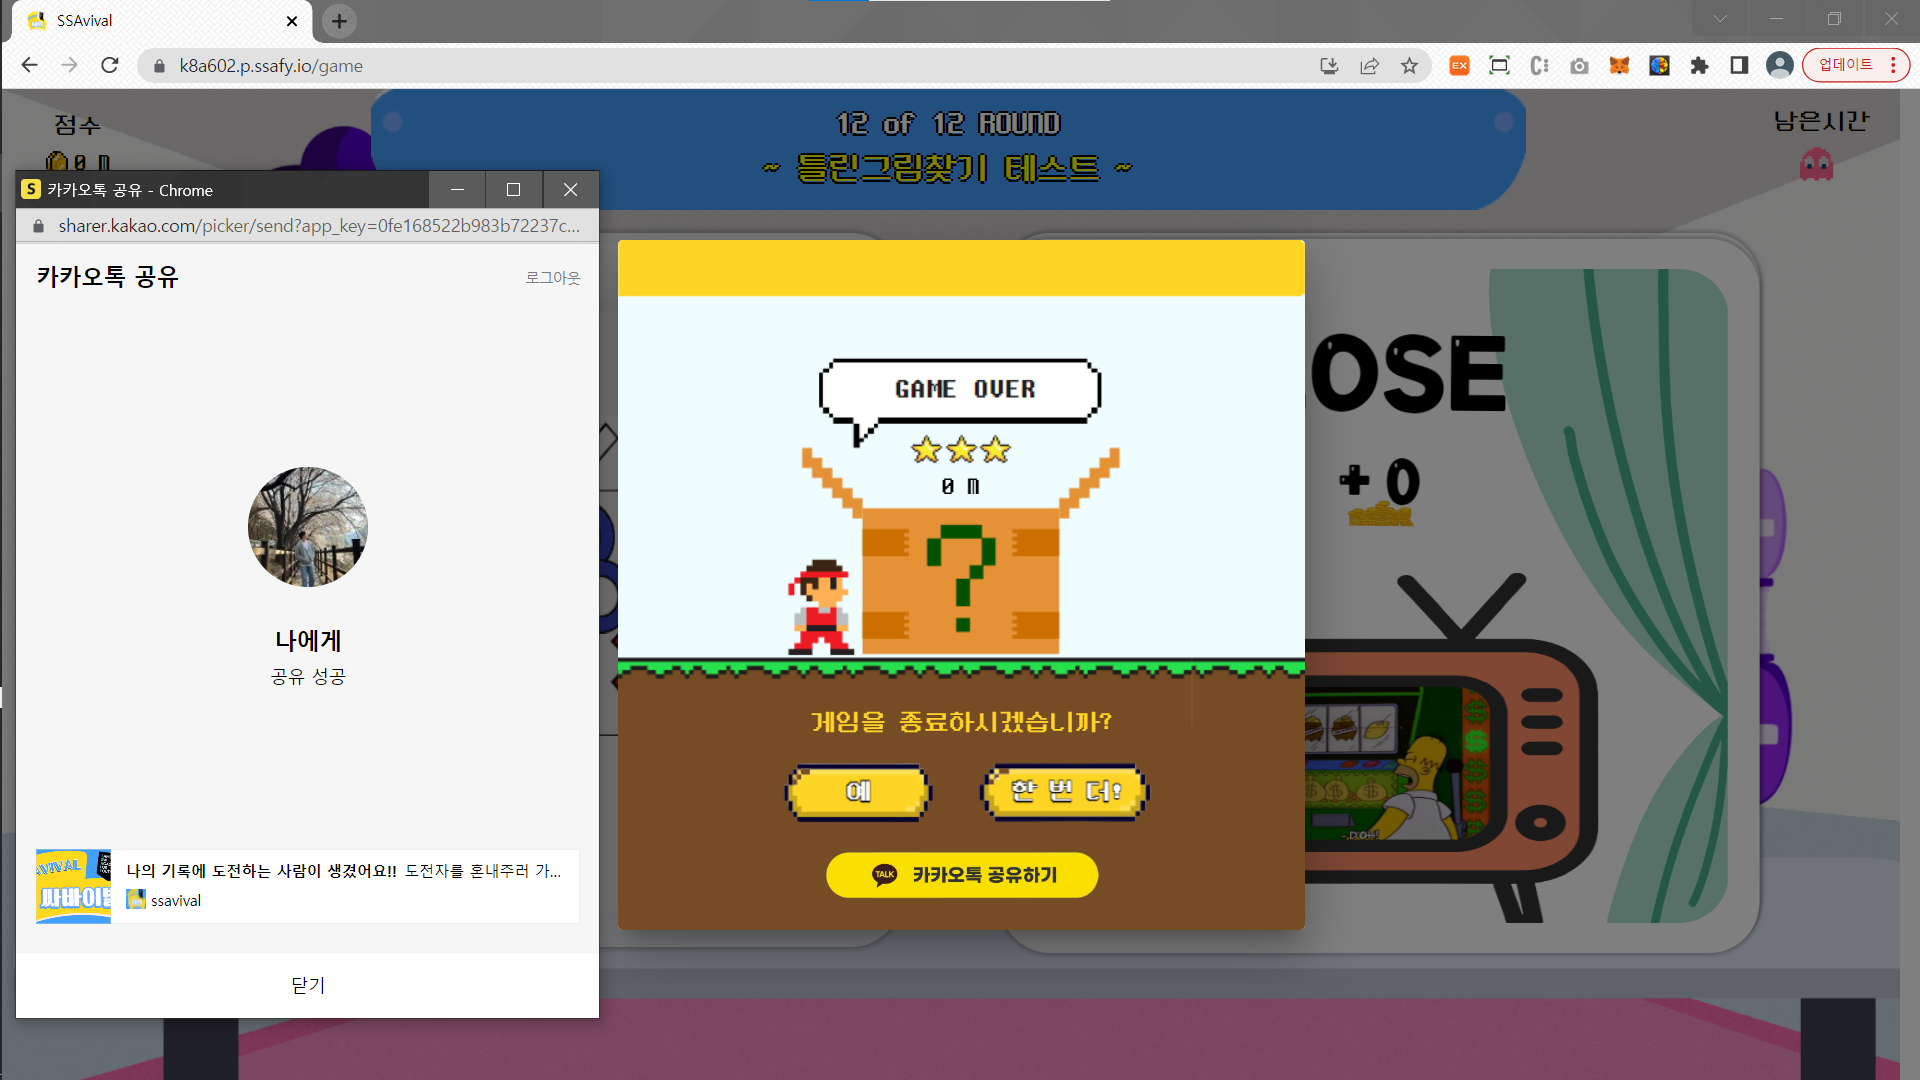 SSAvival
k8a602.p.ssafy.io/game
EX
업데이트
점수
0 M
12 of 12 ROUND
~ 틀린그림찾기 테스트 ~
남은시간
S 카카오톡 공유 - Chrome
sharer.kakao.com/picker/send?app_key=0fe168522b983b72237c...
카카오톡 공유
로그아웃
나에게
공유 성공
나의 기록에 도전하는 사람이 생겼어요!! 도전자를 혼내주러 가...
ssavival
닫기
GAME OVER
0 M
?
게임을 종료하시겠습니까?
예
한 번 더!
TALK 카카오톡 공유하기
OSE
+ 0
D'OH!